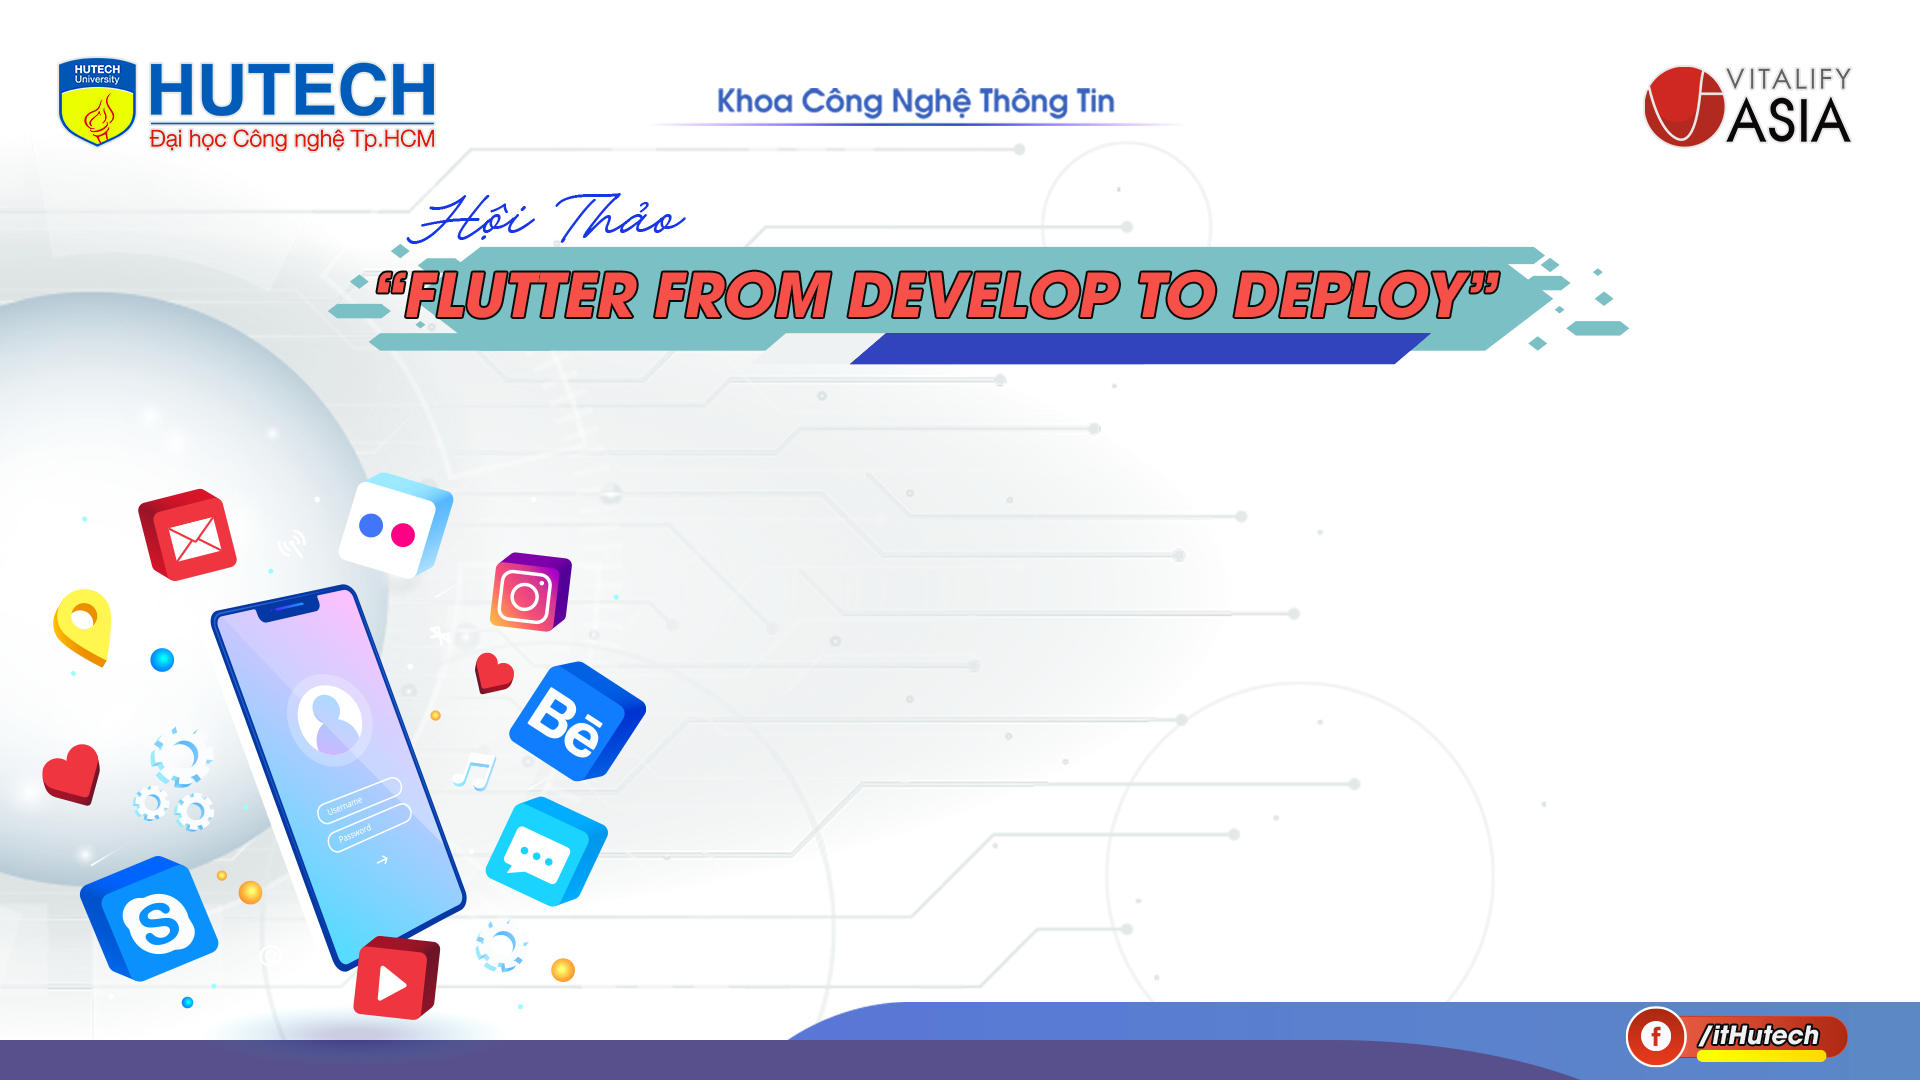 HUTECH
University
HUTECH
Đại học Công nghệ Tp.HCM
Khoa Công Nghệ Thông Tin
VITALIFY
ASIA
Hội Thảo
“FLUTTER FROM DEVELOP TO DEPLOY”
Bē
Username
Password
S
f
/itHutech